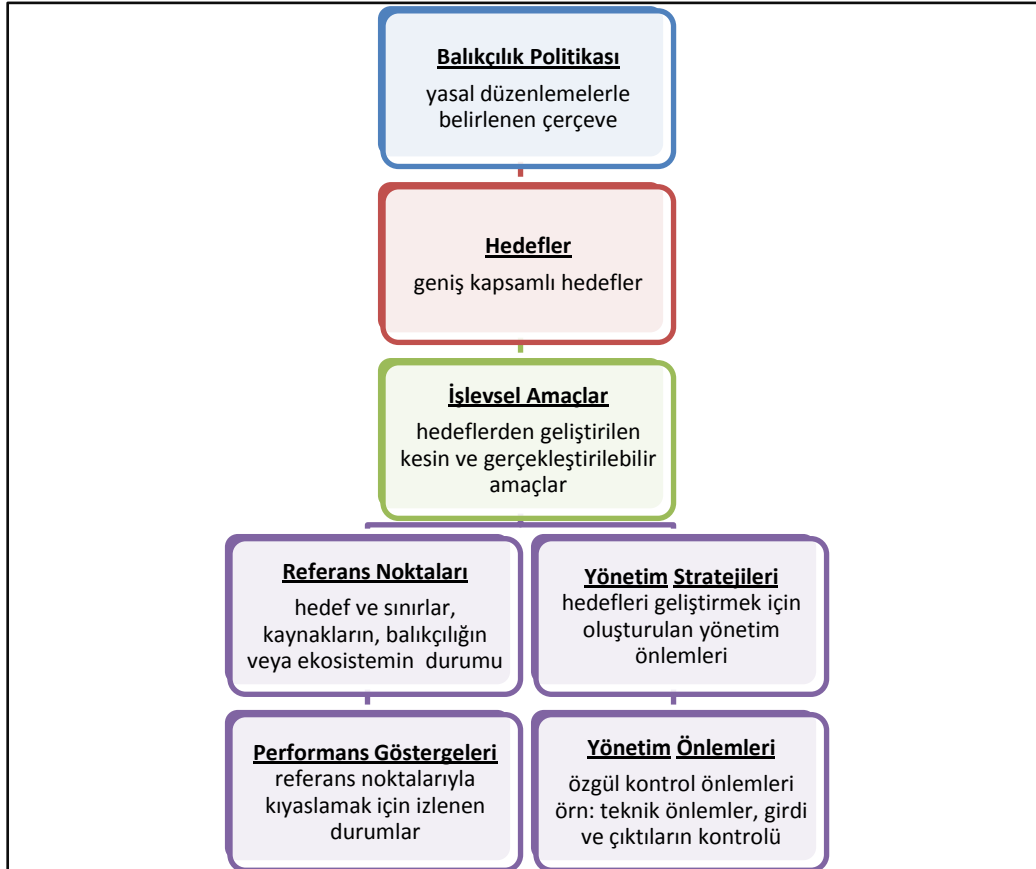 Balıkçılık Politikası
yasal düzenlemelerle
belirlenen çerçeve
Hedefler
geniş kapsamlı hedefler
İşlevsel Amaçlar
hedeflerden geliştirilen
kesin ve gerçekleştirilebilir
amaçlar
Referans Noktaları
hedef ve sınırlar,
kaynakların, balıkçılığın
veya ekosistemin durumu
Yönetim Stratejileri
hedefleri geliştirmek için
oluşturulan yönetim
önlemleri
Performans Göstergeleri
referans noktalarıyla
kıyaslamak için izlenen
durumlar
Yönetim Önlemleri
özgül kontrol önlemleri
örn: teknik önlemler, girdi
ve çıktıların kontrolü